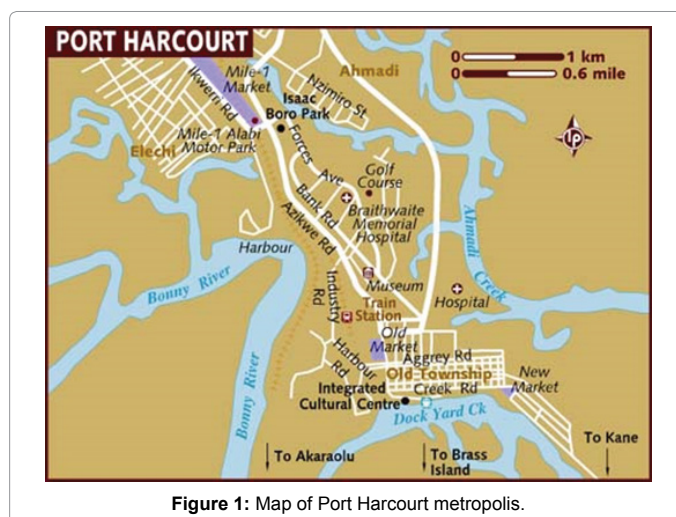 PORT HARCOURT
0 1 km
0 0.6 mile
Mile-1
Market
Ikwerri Rd
Isaac
Boro Park
Nzimiro St
Ahmadi
Mile-1 Alabi
Motor Park
Elechi
Forces Ave
Golf
Course
Bank Rd
Braithwaite
Memorial
Hospital
Azikwe Rd
lp
Ahmadi Creek
Harbour
Bonny River
Industry
Rd
Museum
Train
Station
Hospital
Old
Market
Harbour
Rd
Aggrey Rd
Old Township
New
Market
Creek Rd
Integrated
Cultural Centre
Dock Yard Ck
Bonny River
To Akaraolu
To Brass
Island
To Kane
Figure 1: Map of Port Harcourt metropolis.